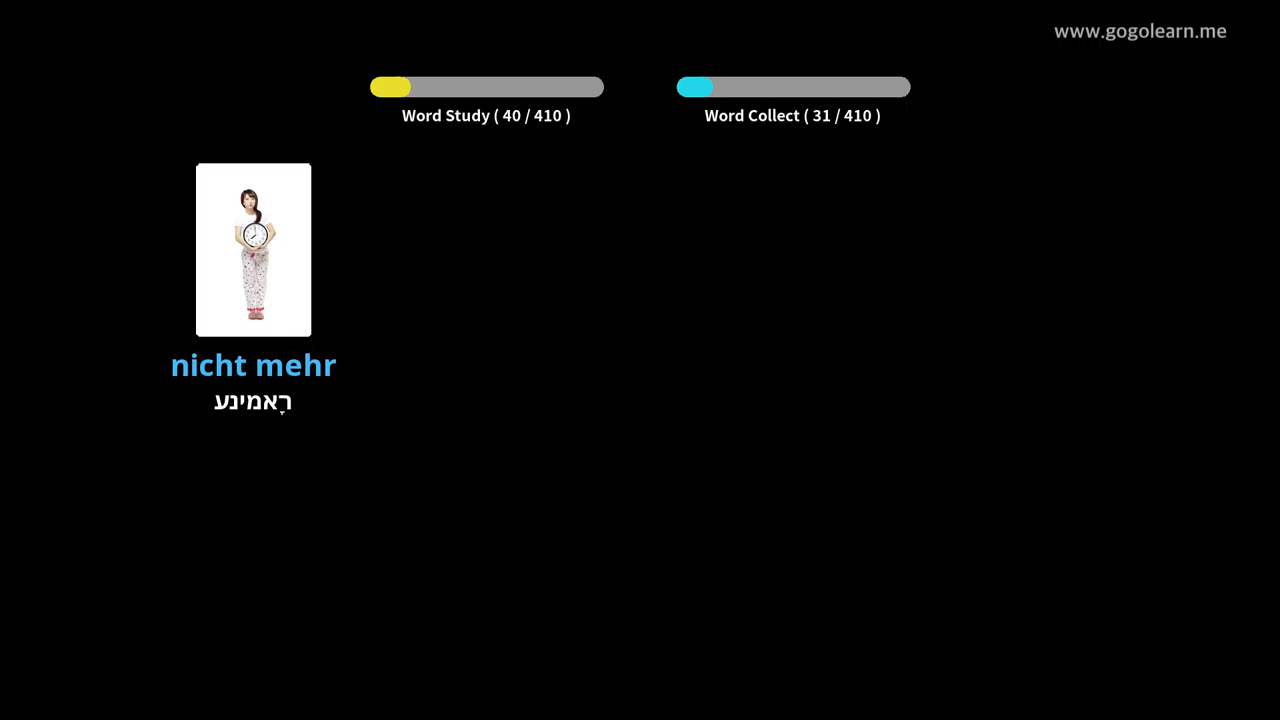 www.gogolearn.me
Word Study ( 40 / 410 )
Word Collect ( 31 / 410 )
nicht mehr
רָאמינע